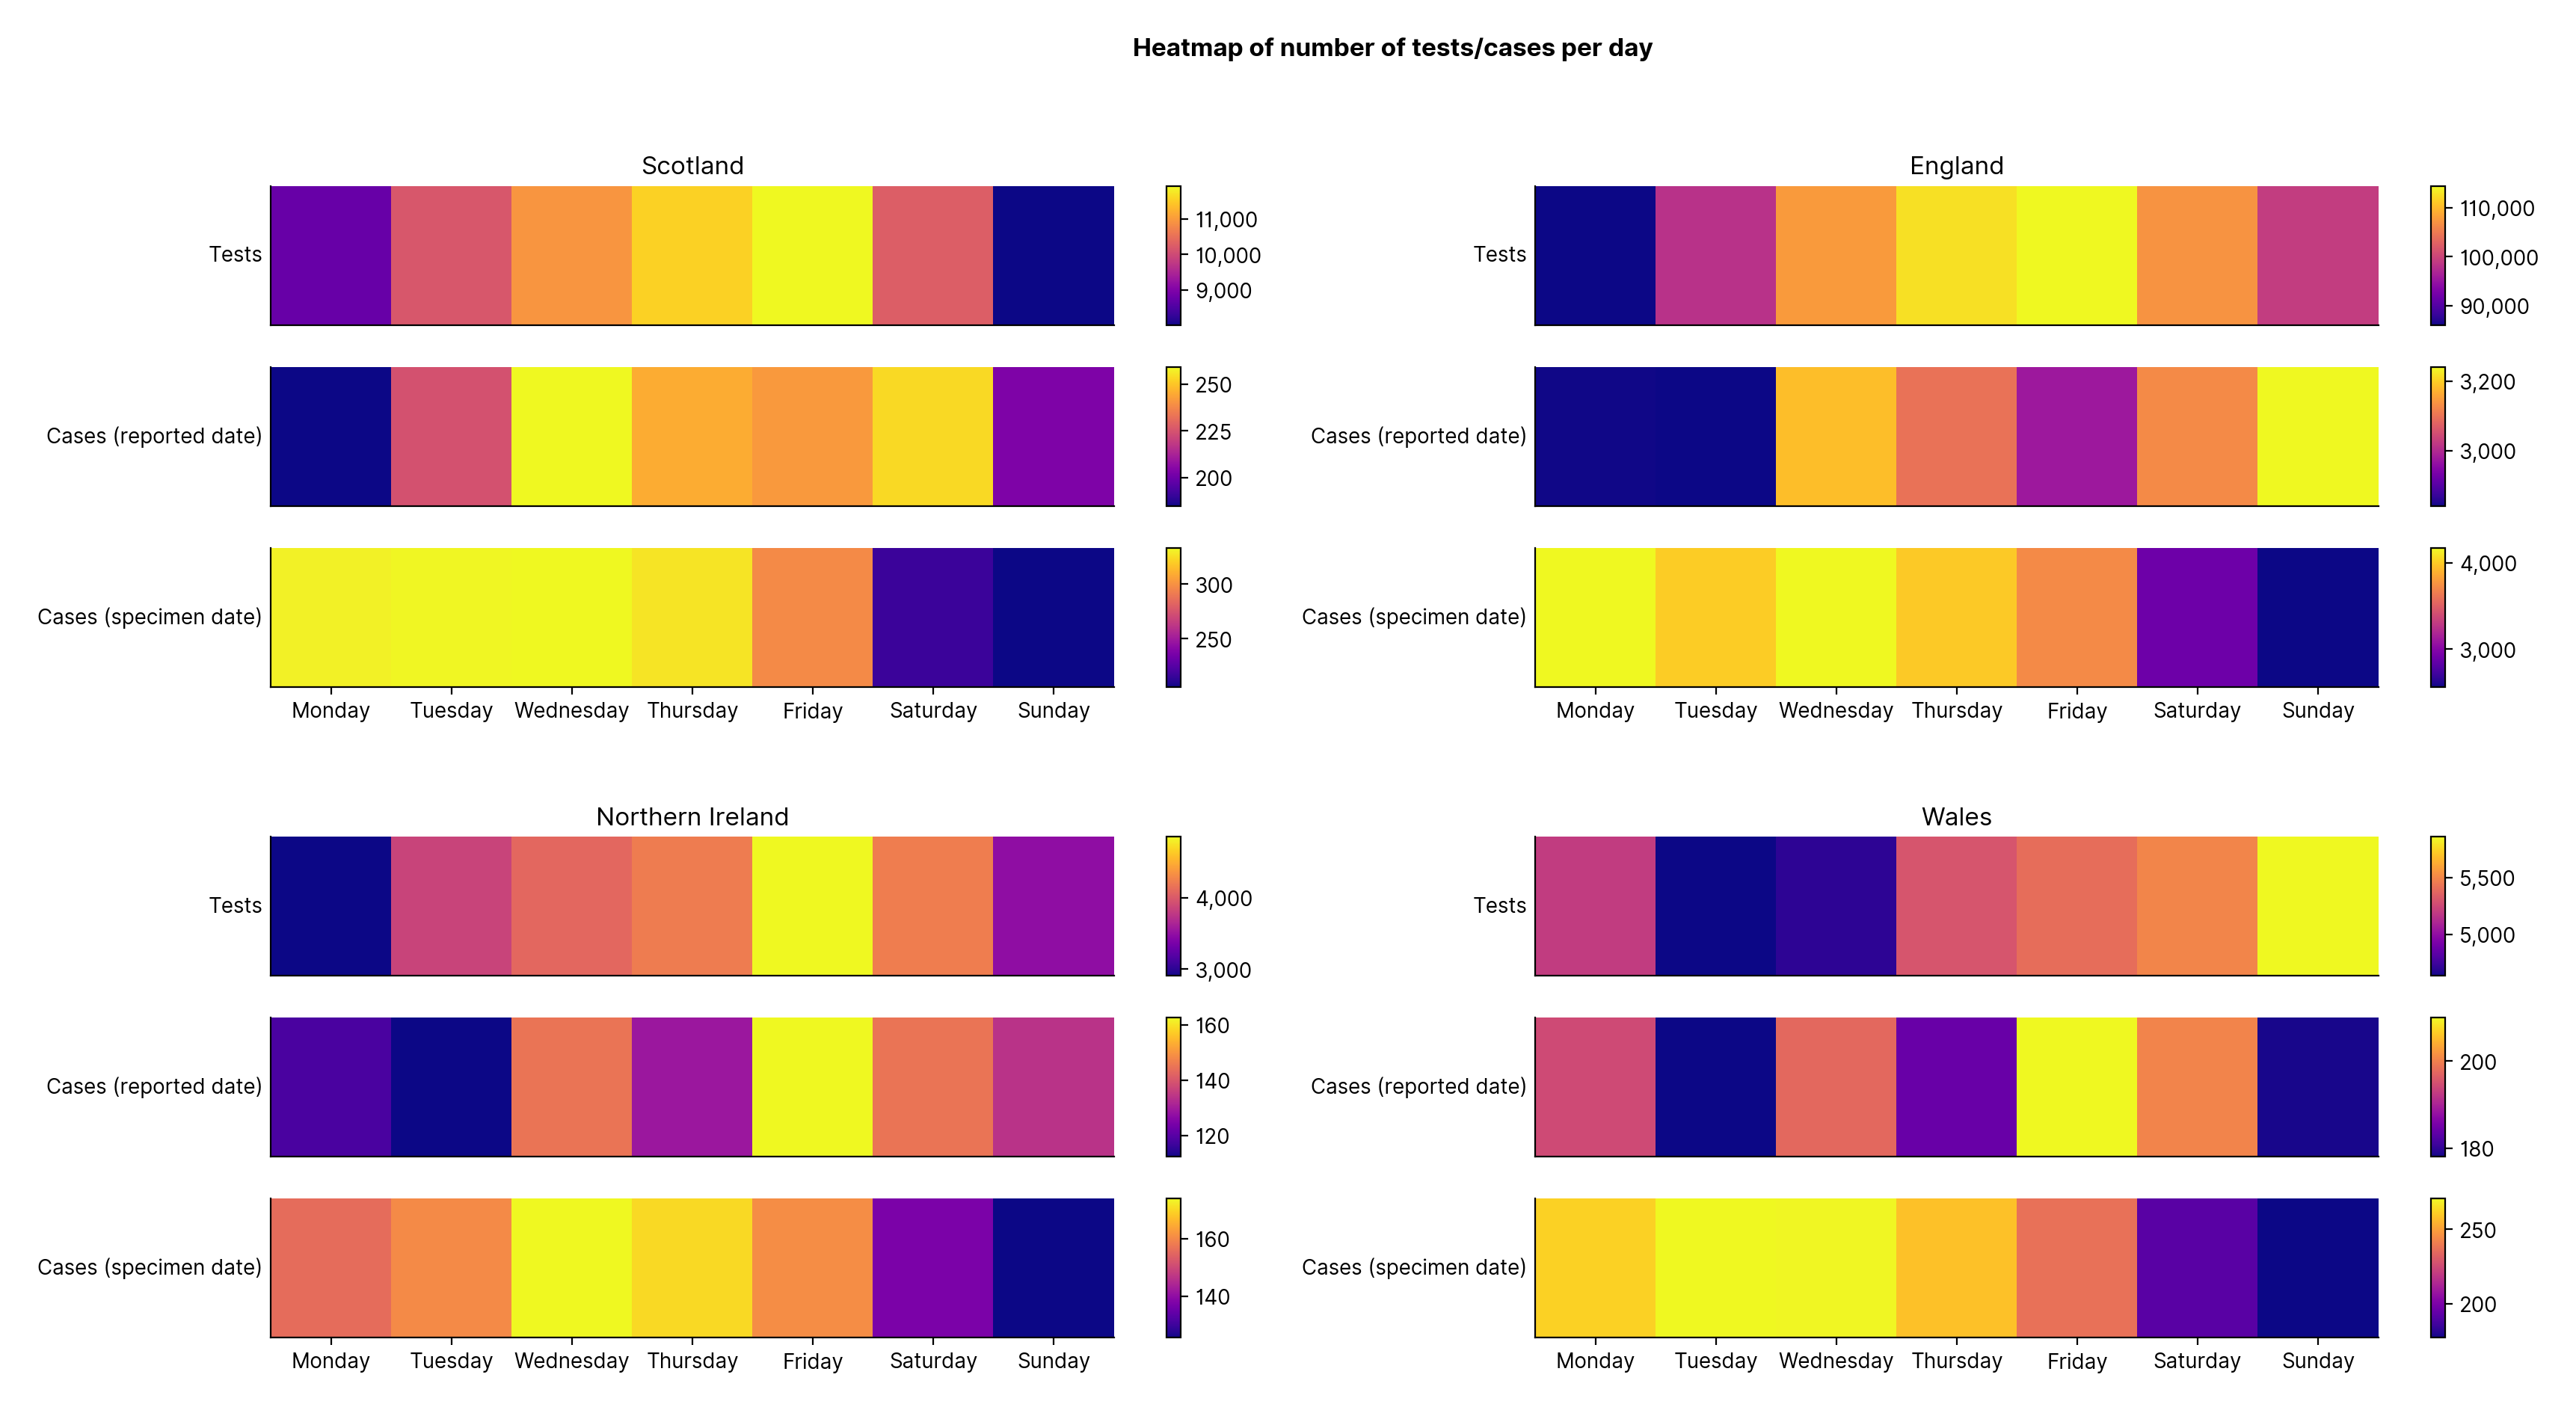 Heatmap of number of tests/cases per day
Scotland
Tests
11,000
10,000
9,000
Cases (reported date)
250
225
200
Cases (specimen date)
300
250
Monday Tuesday Wednesday Thursday Friday Saturday Sunday
England
Tests
110,000
100,000
90,000
Cases (reported date)
3,200
3,000
Cases (specimen date)
4,000
3,000
Monday Tuesday Wednesday Thursday Friday Saturday Sunday
Northern Ireland
Tests
4,000
3,000
Cases (reported date)
160
140
120
Cases (specimen date)
160
140
Monday Tuesday Wednesday Thursday Friday Saturday Sunday
Wales
Tests
5,500
5,000
Cases (reported date)
200
180
Cases (specimen date)
250
200
Monday Tuesday Wednesday Thursday Friday Saturday Sunday